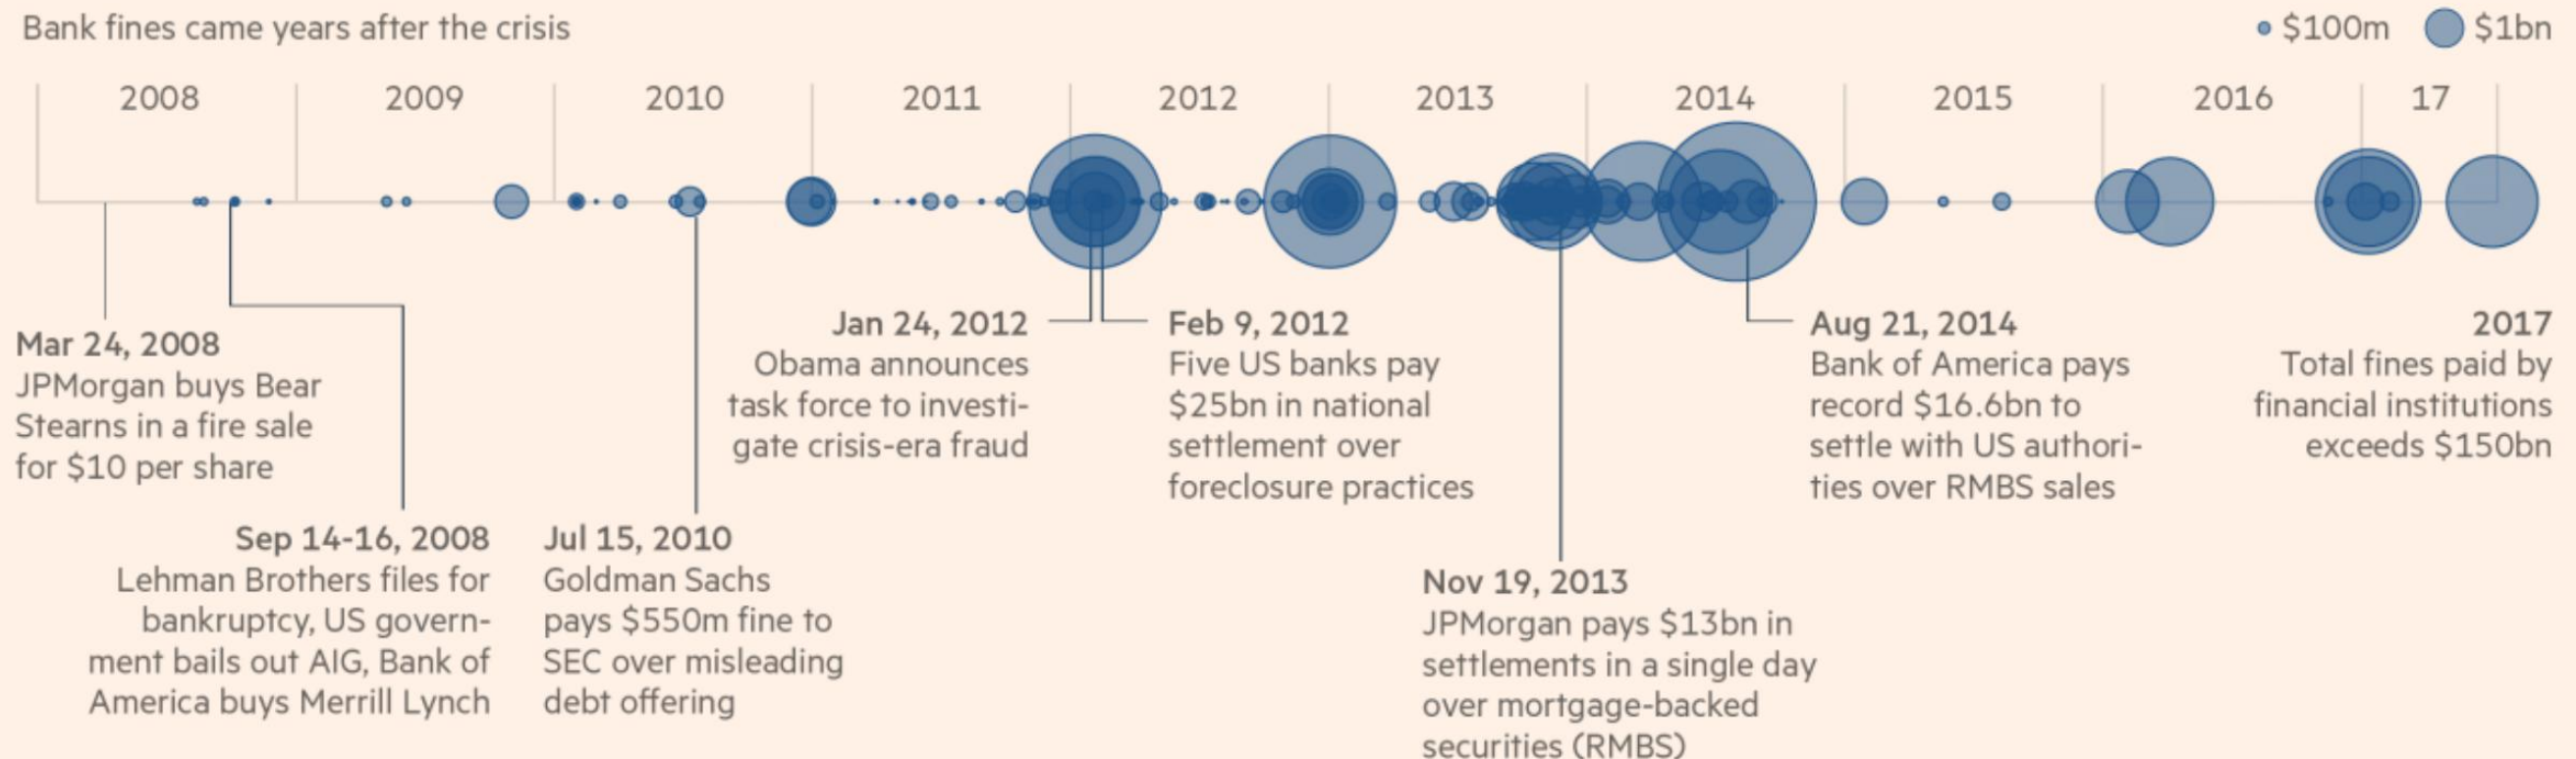 Bank fines came years after the crisis
$100m
$1bn
2008
2009
2010
2011
2012
2013
2014
2015
2016
17
Mar 24, 2008
JPMorgan buys Bear
Stearns in a fire sale
for $10 per share
Sep 14-16, 2008
Lehman Brothers files for
bankruptcy, US govern-
ment bails out AIG, Bank of
America buys Merrill Lynch
Jul 15, 2010
Goldman Sachs
pays $550m fine to
SEC over misleading
debt offering
Jan 24, 2012
Obama announces
task force to investi-
gate crisis-era fraud
Feb 9, 2012
Five US banks pay
$25bn in national
settlement over
foreclosure practices
Nov 19, 2013
JPMorgan pays $13bn in
settlements in a single day
over mortgage-backed
securities (RMBS)
Aug 21, 2014
Bank of America pays
record $16.6bn to
settle with US authori-
ties over RMBS sales
2017
Total fines paid by
financial institutions
exceeds $150bn